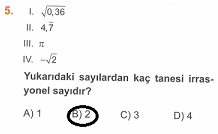 5. I. √0,36
II. 4,7̅
III. π
IV. -√2
Yukarıdaki sayılardan kaç tanesi irras-
yonel sayıdır?
A) 1 B) 2 C) 3 D) 4